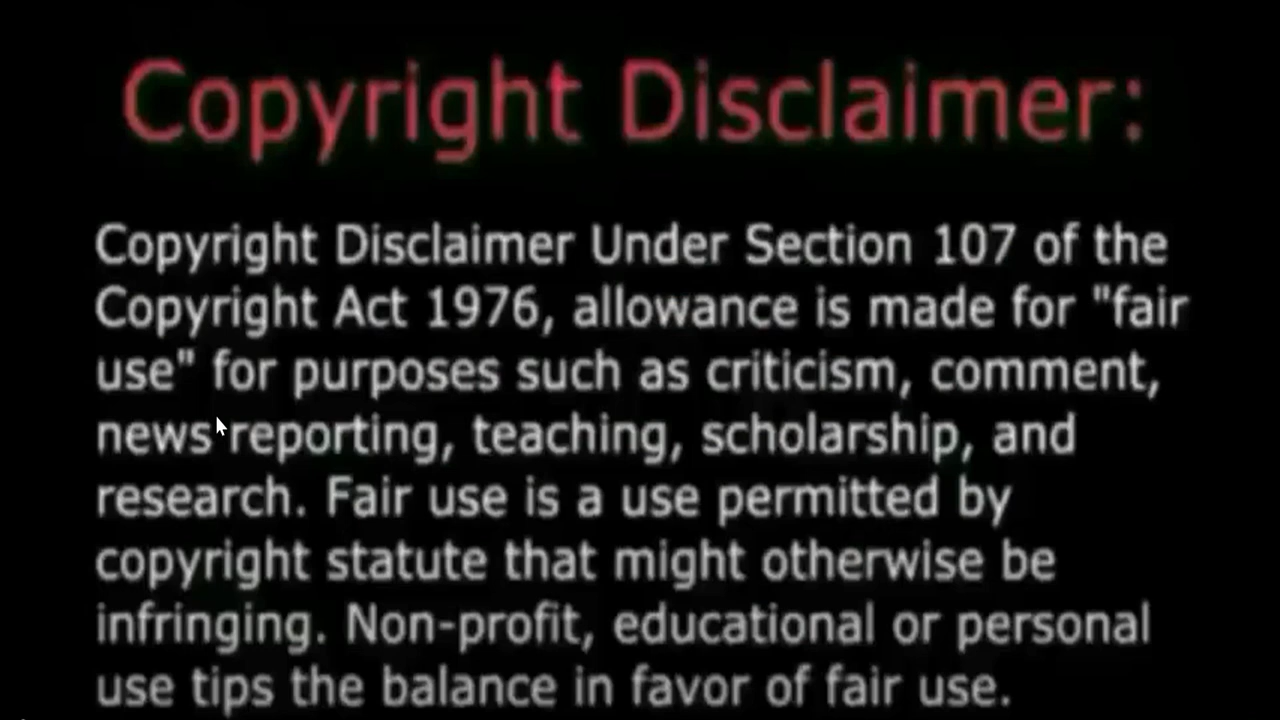 Copyright Disclaimer:
Copyright Disclaimer Under Section 107 of the
Copyright Act 1976, allowance is made for "fair
use" for purposes such as criticism, comment,
news reporting, teaching, scholarship, and
research. Fair use is a use permitted by
copyright statute that might otherwise be
infringing. Non-profit, educational or personal
use tips the balance in favor of fair use.